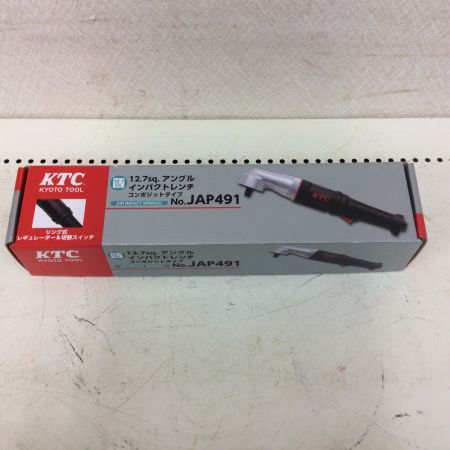 KTC
KYOTO TOOL
12.7sq. アングル
インパクトレンチ
コンポジットタイプ
AIR IMPACT WRENCH
No.JAP491
KTC
リング式
レギュレーター&切替スイッチ
KTC
KYOTO TOOL
12.7sq. アングル
インパクトレンチ
コンポジットタイプ
No.JAP491